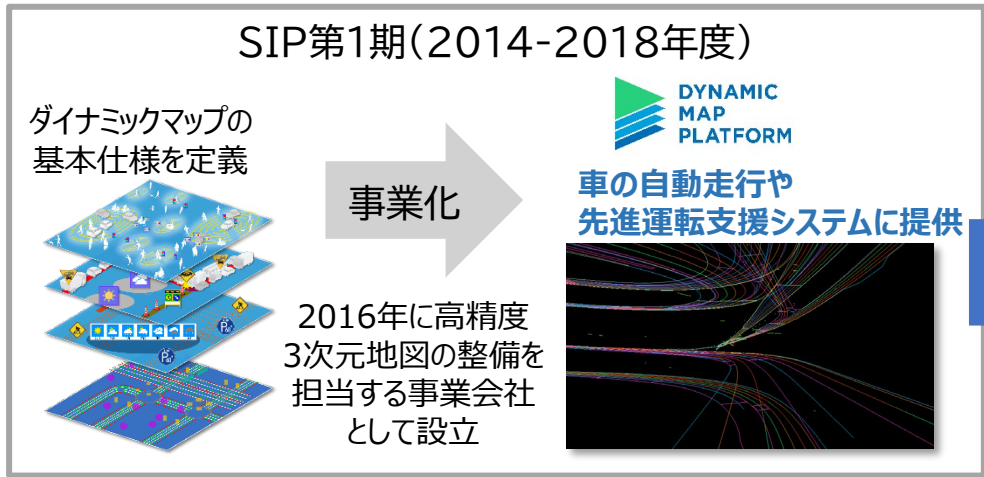 SIP第1期(2014-2018年度)
ダイナミックマップの
基本仕様を定義
事業化
2016年に高精度
3次元地図の整備を
担当する事業会社
として設立
DYNAMIC
MAP
PLATFORM
車の自動走行や
先進運転支援システムに提供